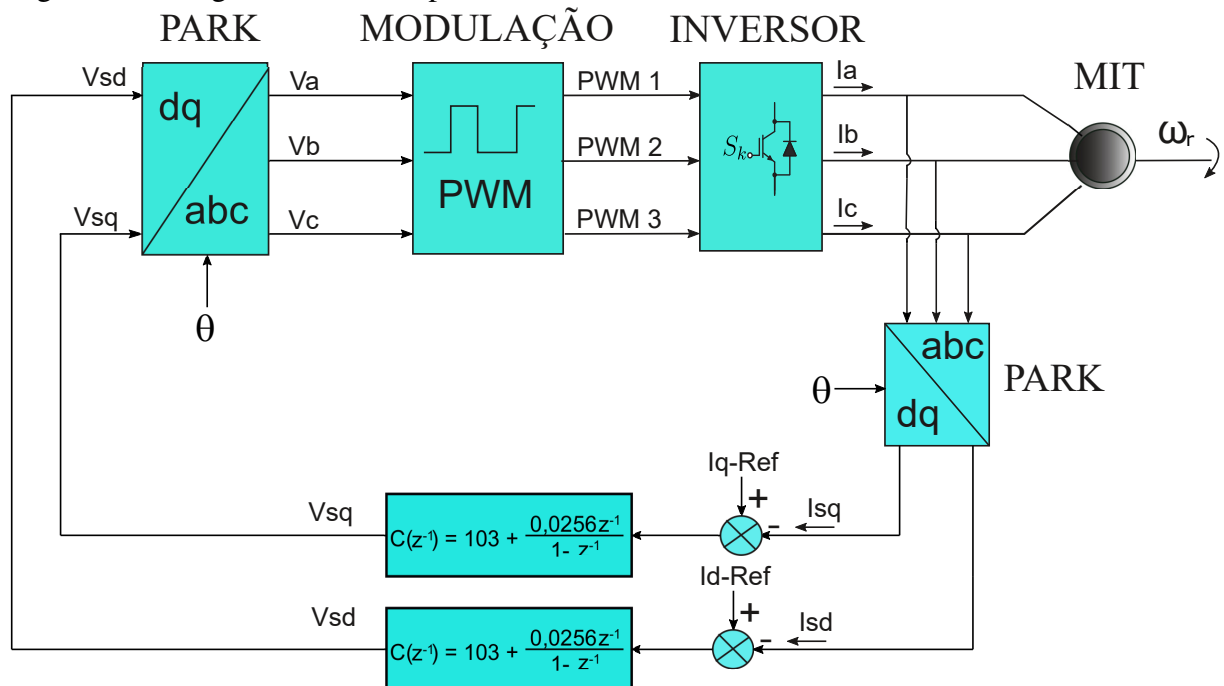 PARK
MODULAÇÃO
INVERSOR
MIT
Vsd
Vsq
dq
abc
θ
Va
Vb
Vc
PWM
PWM 1
PWM 2
PWM 3
Sk
Ia
Ib
Ic
ωr
abc
dq
PARK
θ
Iq-Ref
+
-
Isq
Vsq
C(z⁻¹) = 103 + 0,0256z⁻¹ / 1- z⁻¹
Id-Ref
+
-
Isd
Vsd
C(z⁻¹) = 103 + 0,0256z⁻¹ / 1- z⁻¹